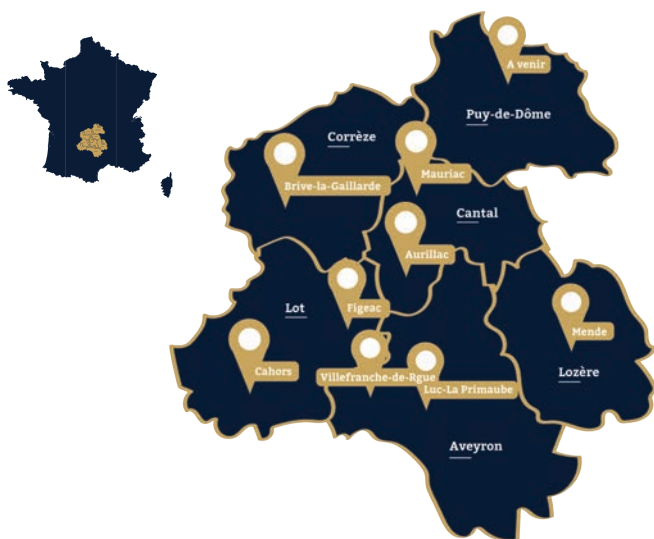 A venir
Puy-de-Dôme
Corrèze
Mauriac
Brive-la-Gaillarde
Cantal
Aurillac
Figeac
Lot
Mende
Cahors
Villefranche-de-Rgue
Lozère
Luc-La Primaube
Aveyron